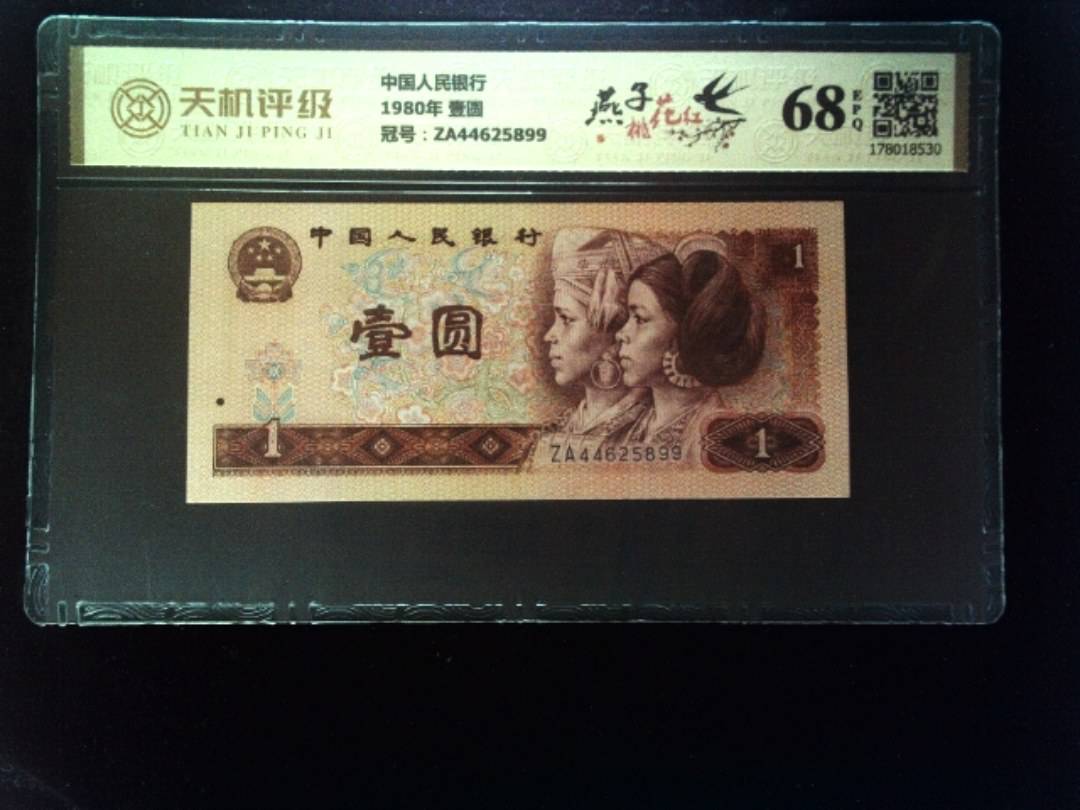 天机评级
TIAN JI PING JI
中国人民银行
1980年 壹圆
冠号：ZA44625899
燕子
桃花红
68
EPQ
178018530
中国人民银行
壹圆
1
1
ZA44625899
1